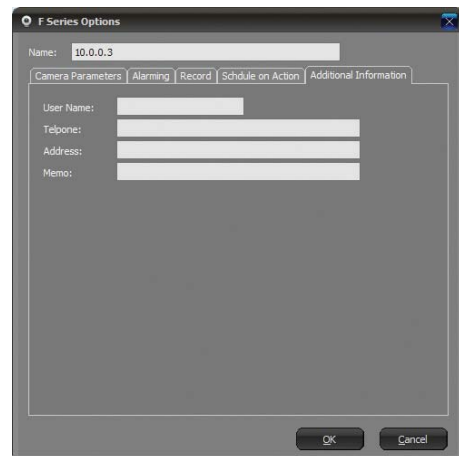 F Series Options
Name: 10.0.0.3
Camera Parameters Alarming Record Schdule on Action Additional Information
User Name:
Telpone:
Address:
Memo:
OK Cancel